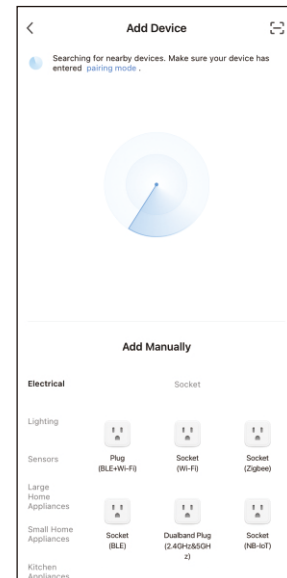 Add Device
Searching for nearby devices. Make sure your device has
entered pairing mode .
Add Manually
Electrical
Socket
Lighting
Sensors
Large
Home
Appliances
Small Home
Appliances
Kitchen
Appliances
Plug
(BLE+Wi-Fi)
Socket
(Wi-Fi)
Socket
(Zigbee)
Socket
(BLE)
Dualband Plug
(2.4GHz&5GH
z)
Socket
(NB-IoT)